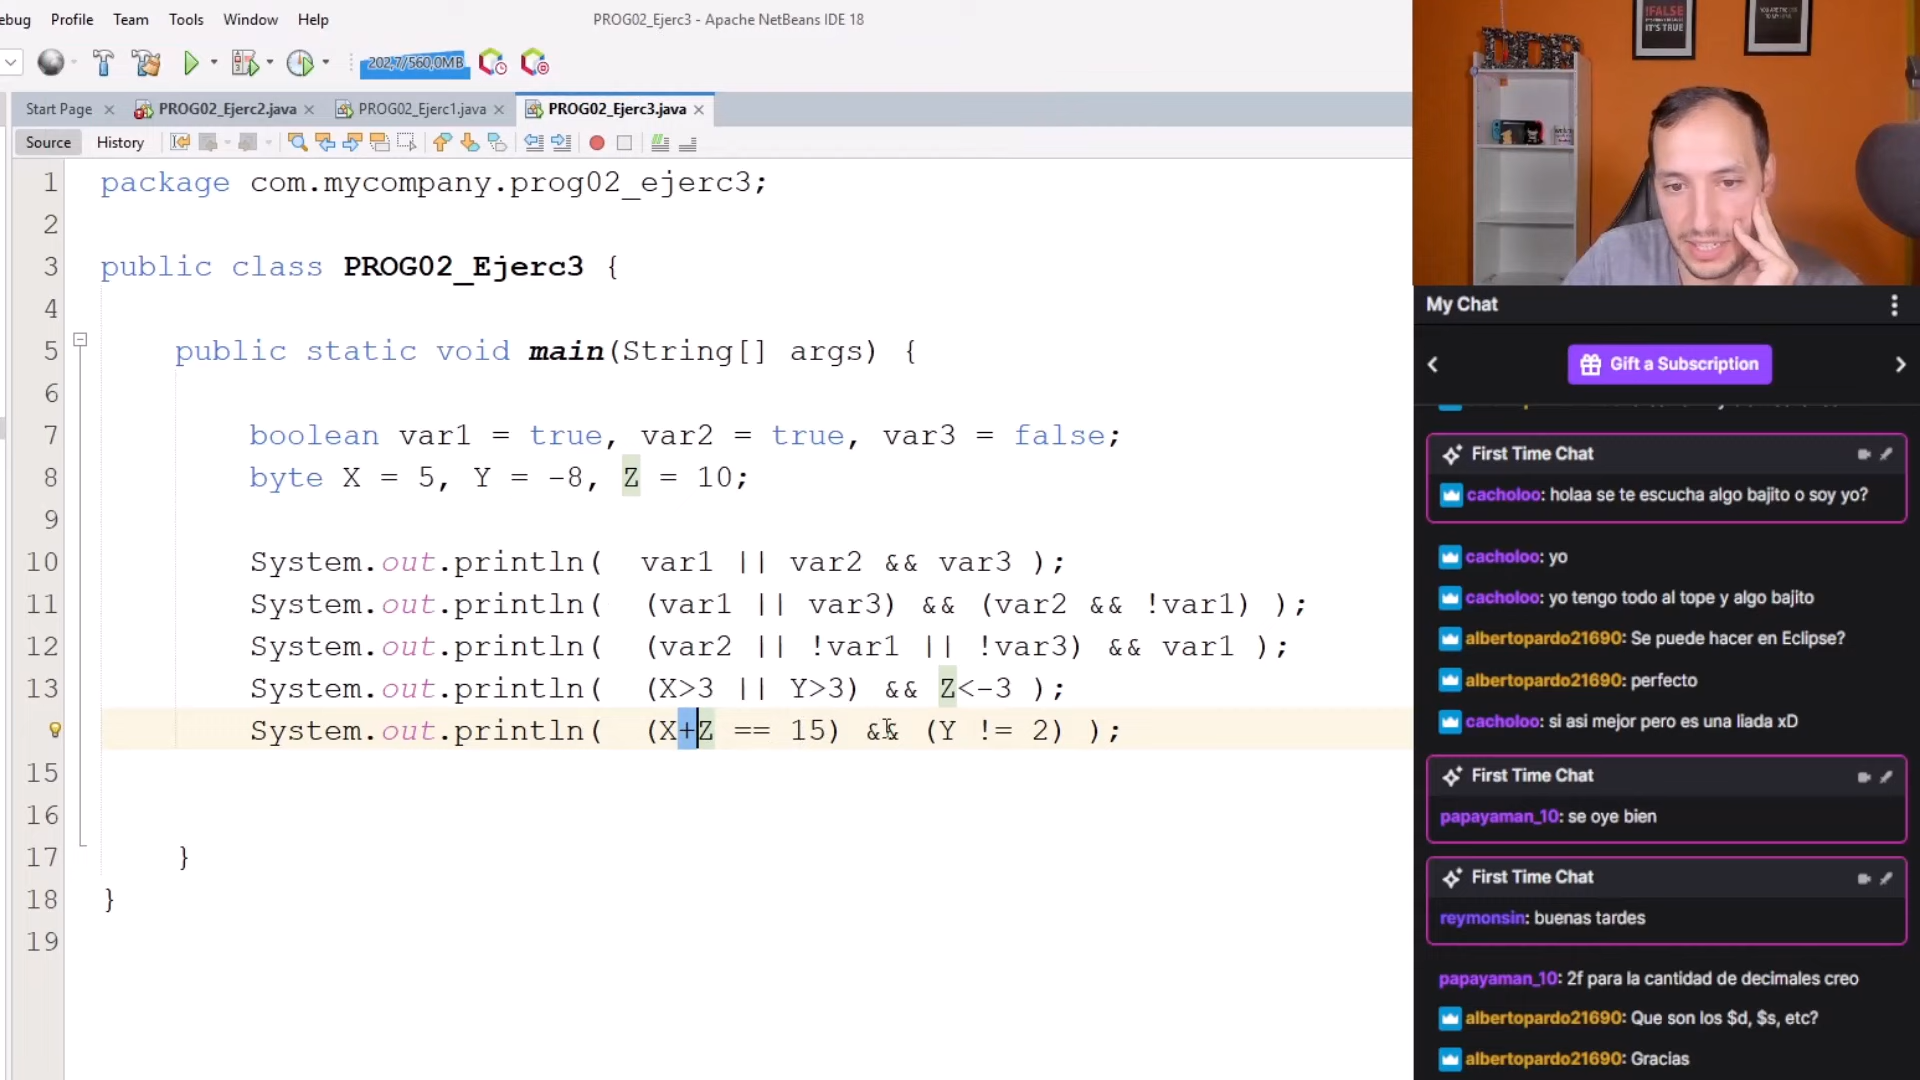 ebug Profile Team Tools Window Help
PROG02_Ejerc3 - Apache NetBeans IDE 18
202,7/560,0MB
Start Page PROG02_Ejerc2.java PROG02_Ejerc1.java PROG02_Ejerc3.java
Source History
1 package com.mycompany.prog02_ejerc3;
2
3 public class PROG02_Ejerc3 {
4
5 public static void main(String[] args) {
6
7 boolean var1 = true, var2 = true, var3 = false;
8 byte X = 5, Y = -8, Z = 10;
9
10 System.out.println( var1 || var2 && var3 );
11 System.out.println( (var1 || var3) && (var2 && !var1) );
12 System.out.println( (var2 || !var1 || !var3) && var1 );
13 System.out.println( (X>3 || Y>3) && Z<-3 );
System.out.println( (X+Z == 15) && (Y != 2) );
15
16
17 }
18 }
19
!FALSE
IT'S TRUE
My Chat
Gift a Subscription
First Time Chat
cacholoo: holaa se te escucha algo bajito o soy yo?
cacholoo: yo
cacholoo: yo tengo todo al tope y algo bajito
albertopardo21690: Se puede hacer en Eclipse?
albertopardo21690: perfecto
cacholoo: si asi mejor pero es una liada xD
First Time Chat
papayaman_10: se oye bien
First Time Chat
reymonsin: buenas tardes
papayaman_10: 2f para la cantidad de decimales creo
albertopardo21690: Que son los $d, $s, etc?
albertopardo21690: Gracias